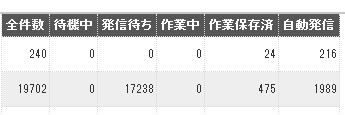 全件数 待機中 発信待ち 作業中 作業保存済 自動発信
240 0 0 0 24 216
19702 0 17238 0 475 1989